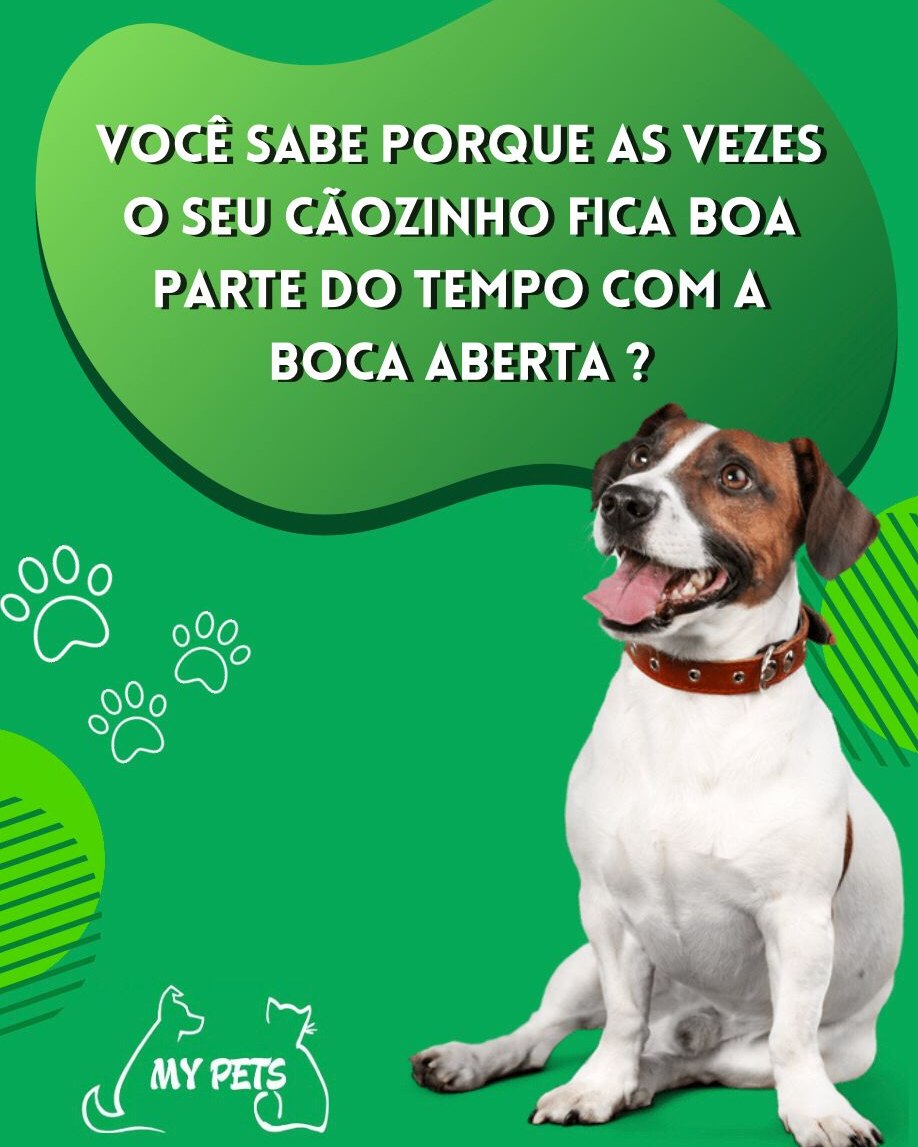 VOCÊ SABE PORQUE AS VEZES
O SEU CÃOZINHO FICA BOA
PARTE DO TEMPO COM A
BOCA ABERTA ?
MY PETS